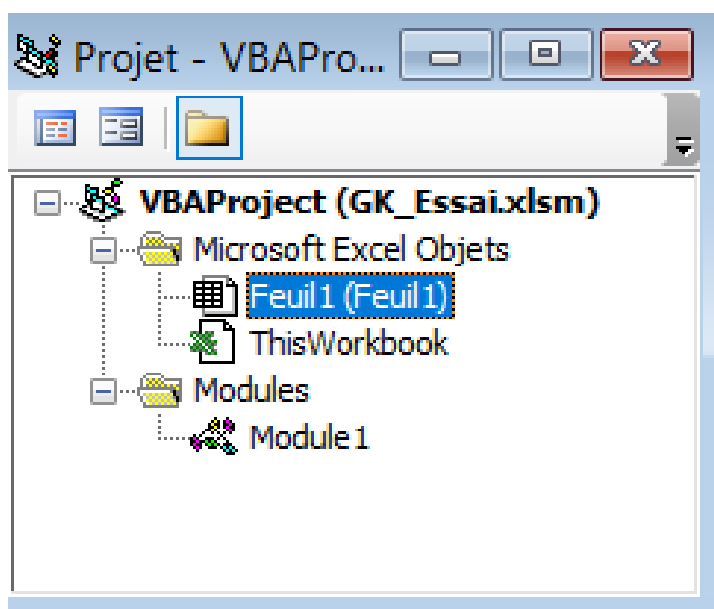 Projet - VBAPro...
VBAProject (GK_Essai.xlsm)
Microsoft Excel Objets
Feuil1 (Feuil1)
ThisWorkbook
Modules
Module1